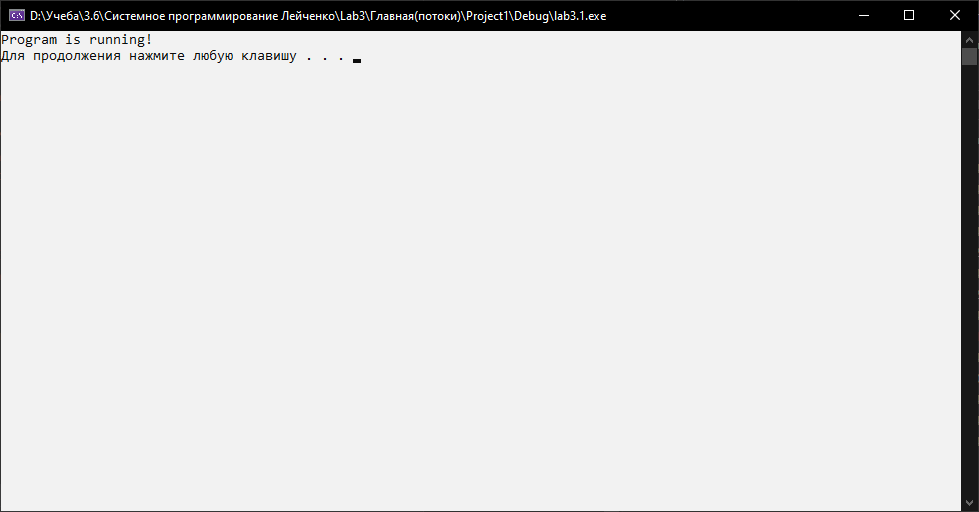 D:\Учеба\3.6\Системное программирование Лейченко\Lab3\Главная(потоки)\Project1\Debug\lab3.1.exe
Program is running!
Для продолжения нажмите любую клавишу . . .